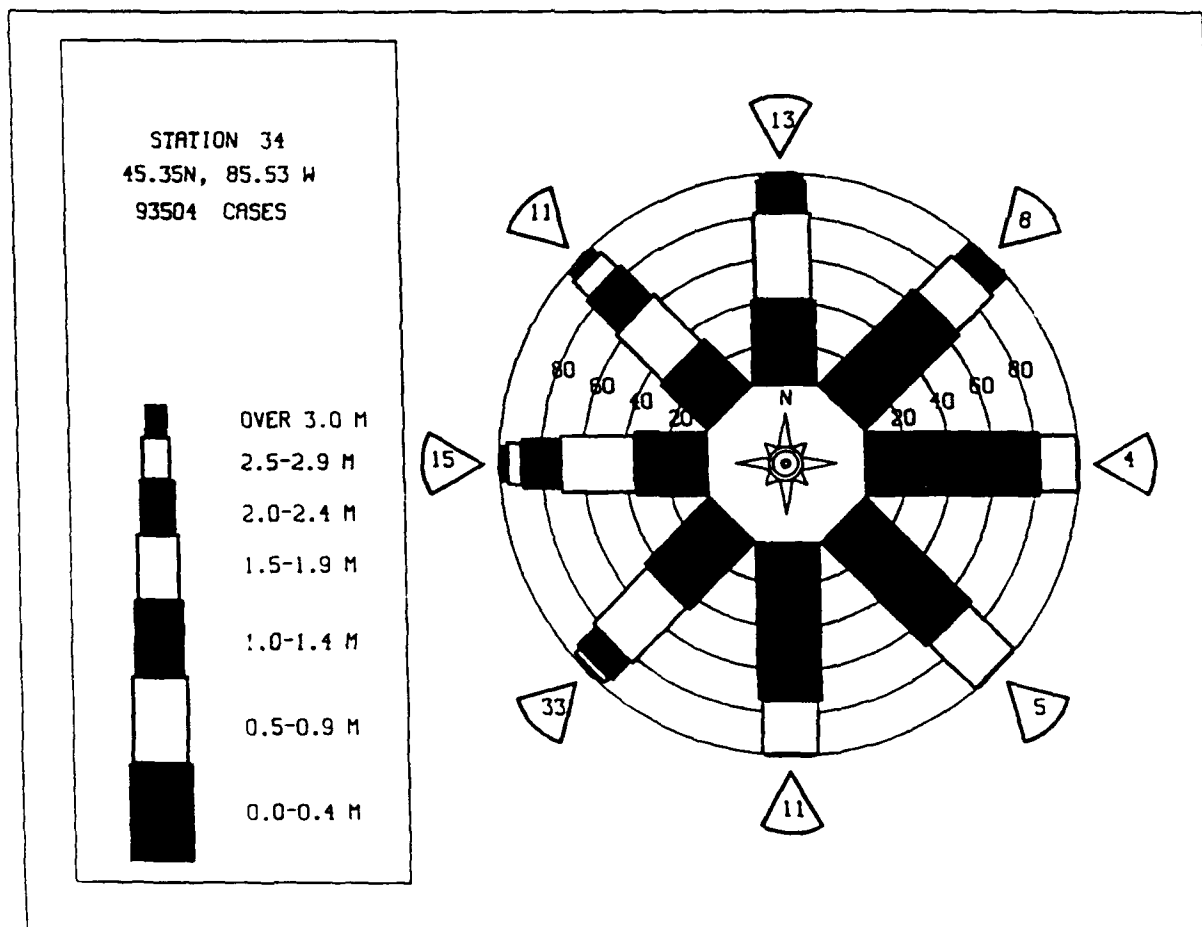 STATION 34
45.35N, 85.53 W
93504 CASES
OVER 3.0 M
2.5-2.9 M
2.0-2.4 M
1.5-1.9 M
1.0-1.4 M
0.5-0.9 M
0.0-0.4 M
13
11
8
80
60
40
20
N
20
40
60
80
15
4
33
5
11